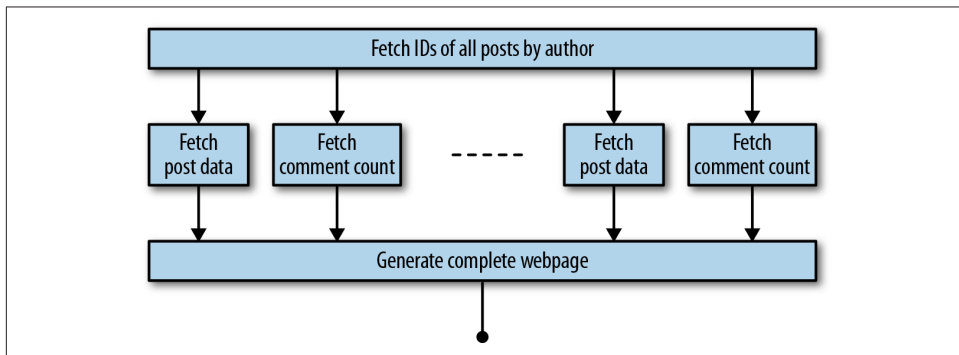 Fetch IDs of all posts by author
Fetch
post data
Fetch
comment count
Fetch
post data
Fetch
comment count
Generate complete webpage